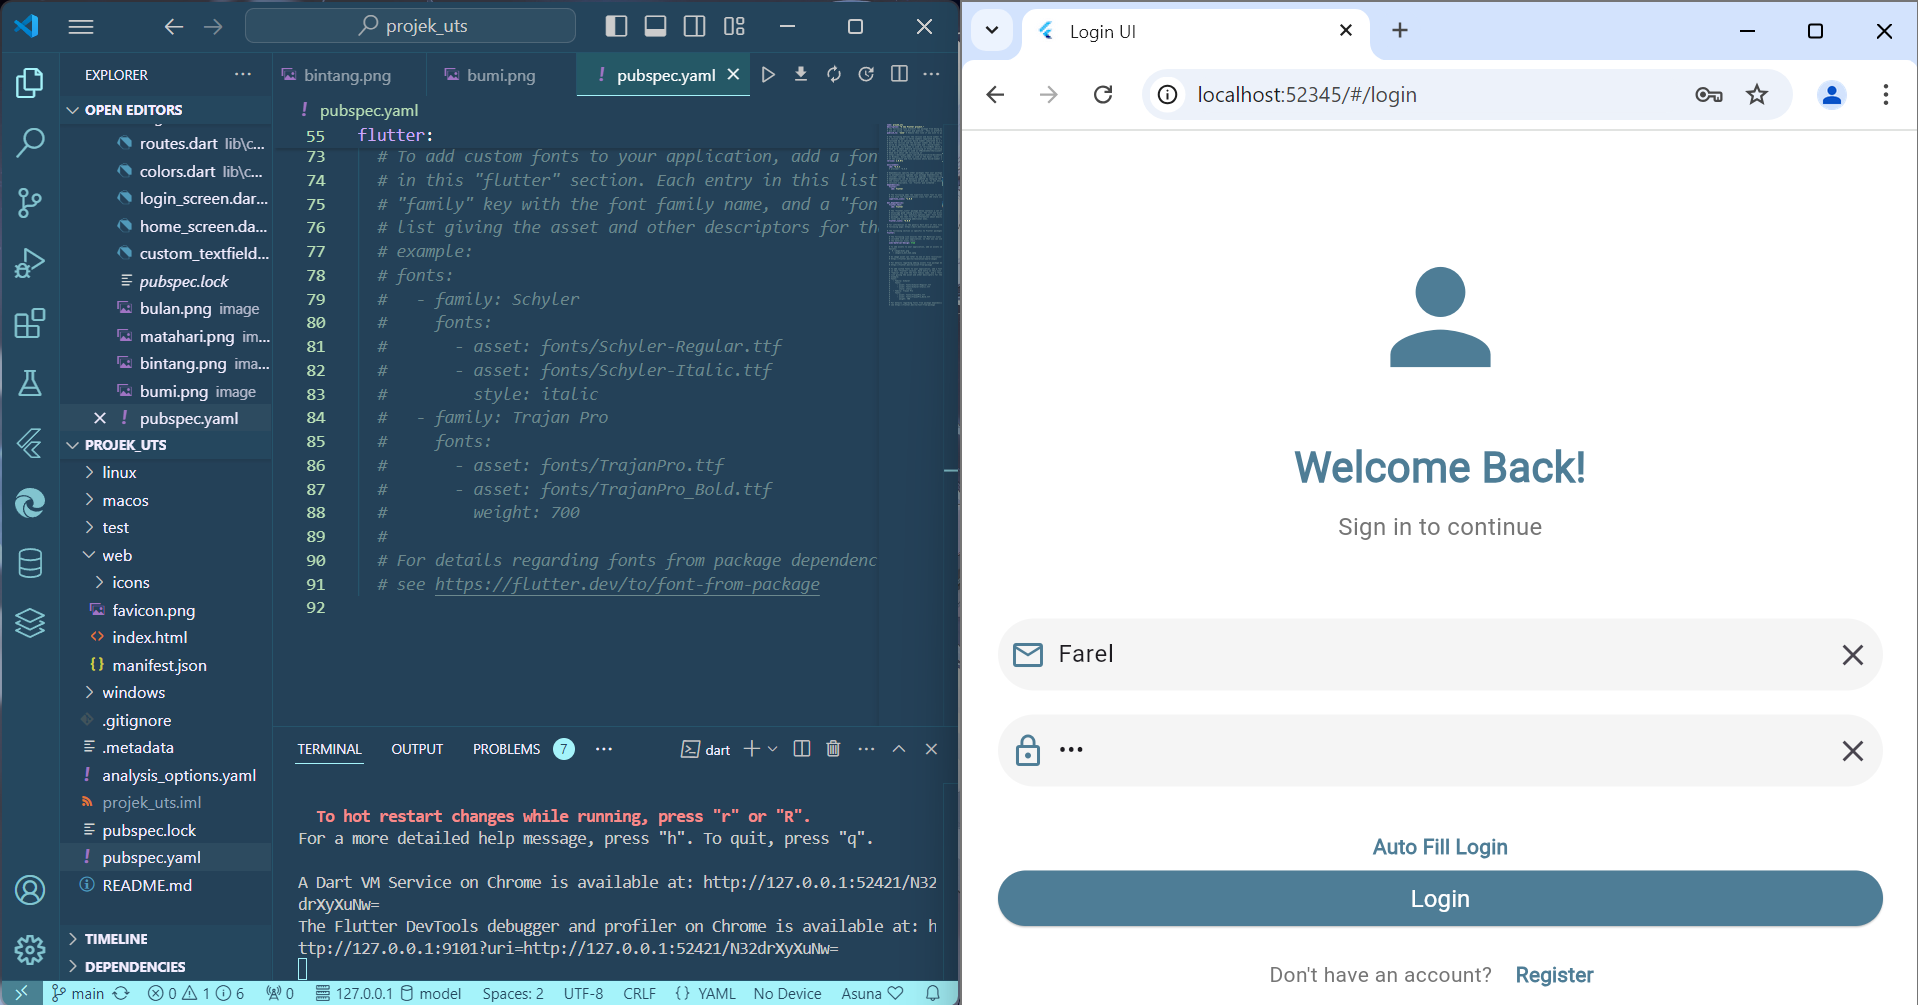 projek_uts
EXPLORER
OPEN EDITORS
routes.dart lib\c...
colors.dart lib\c...
login_screen.dar...
home_screen.da...
custom_textfield...
pubspec.lock
bulan.png image
matahari.png im...
bintang.png ima...
bumi.png image
pubspec.yaml
PROJEK_UTS
linux
macos
test
web
icons
favicon.png
index.html
manifest.json
windows
.gitignore
.metadata
analysis_options.yaml
projek_uts.iml
pubspec.lock
pubspec.yaml
README.md
TIMELINE
DEPENDENCIES
bintang.png
bumi.png
pubspec.yaml
pubspec.yaml
55 flutter:
73 # To add custom fonts to your application, add a fon
74 # in this "flutter" section. Each entry in this list
75 # "family" key with the font family name, and a "fon
76 # list giving the asset and other descriptors for th
77 # example:
78 # fonts:
79 #   - family: Schyler
80 #     fonts:
81 #       - asset: fonts/Schyler-Regular.ttf
82 #       - asset: fonts/Schyler-Italic.ttf
83 #         style: italic
84 #   - family: Trajan Pro
85 #     fonts:
86 #       - asset: fonts/TrajanPro.ttf
87 #       - asset: fonts/TrajanPro_Bold.ttf
88 #         weight: 700
89 #
90 # For details regarding fonts from package dependenc
91 # see https://flutter.dev/to/font-from-package
92
TERMINAL OUTPUT PROBLEMS 7
dart
To hot restart changes while running, press "r" or "R".
For a more detailed help message, press "h". To quit, press "q".
A Dart VM Service on Chrome is available at: http://127.0.0.1:52421/N32
drXyXuNw=
The Flutter DevTools debugger and profiler on Chrome is available at: h
ttp://127.0.0.1:9101?uri=http://127.0.0.1:52421/N32drXyXuNw=
main 0 1 6 0 127.0.0.1 model Spaces: 2 UTF-8 CRLF {} YAML No Device Asuna
Login UI
localhost:52345/#/login
Welcome Back!
Sign in to continue
Farel
•••
Auto Fill Login
Login
Don't have an account? Register